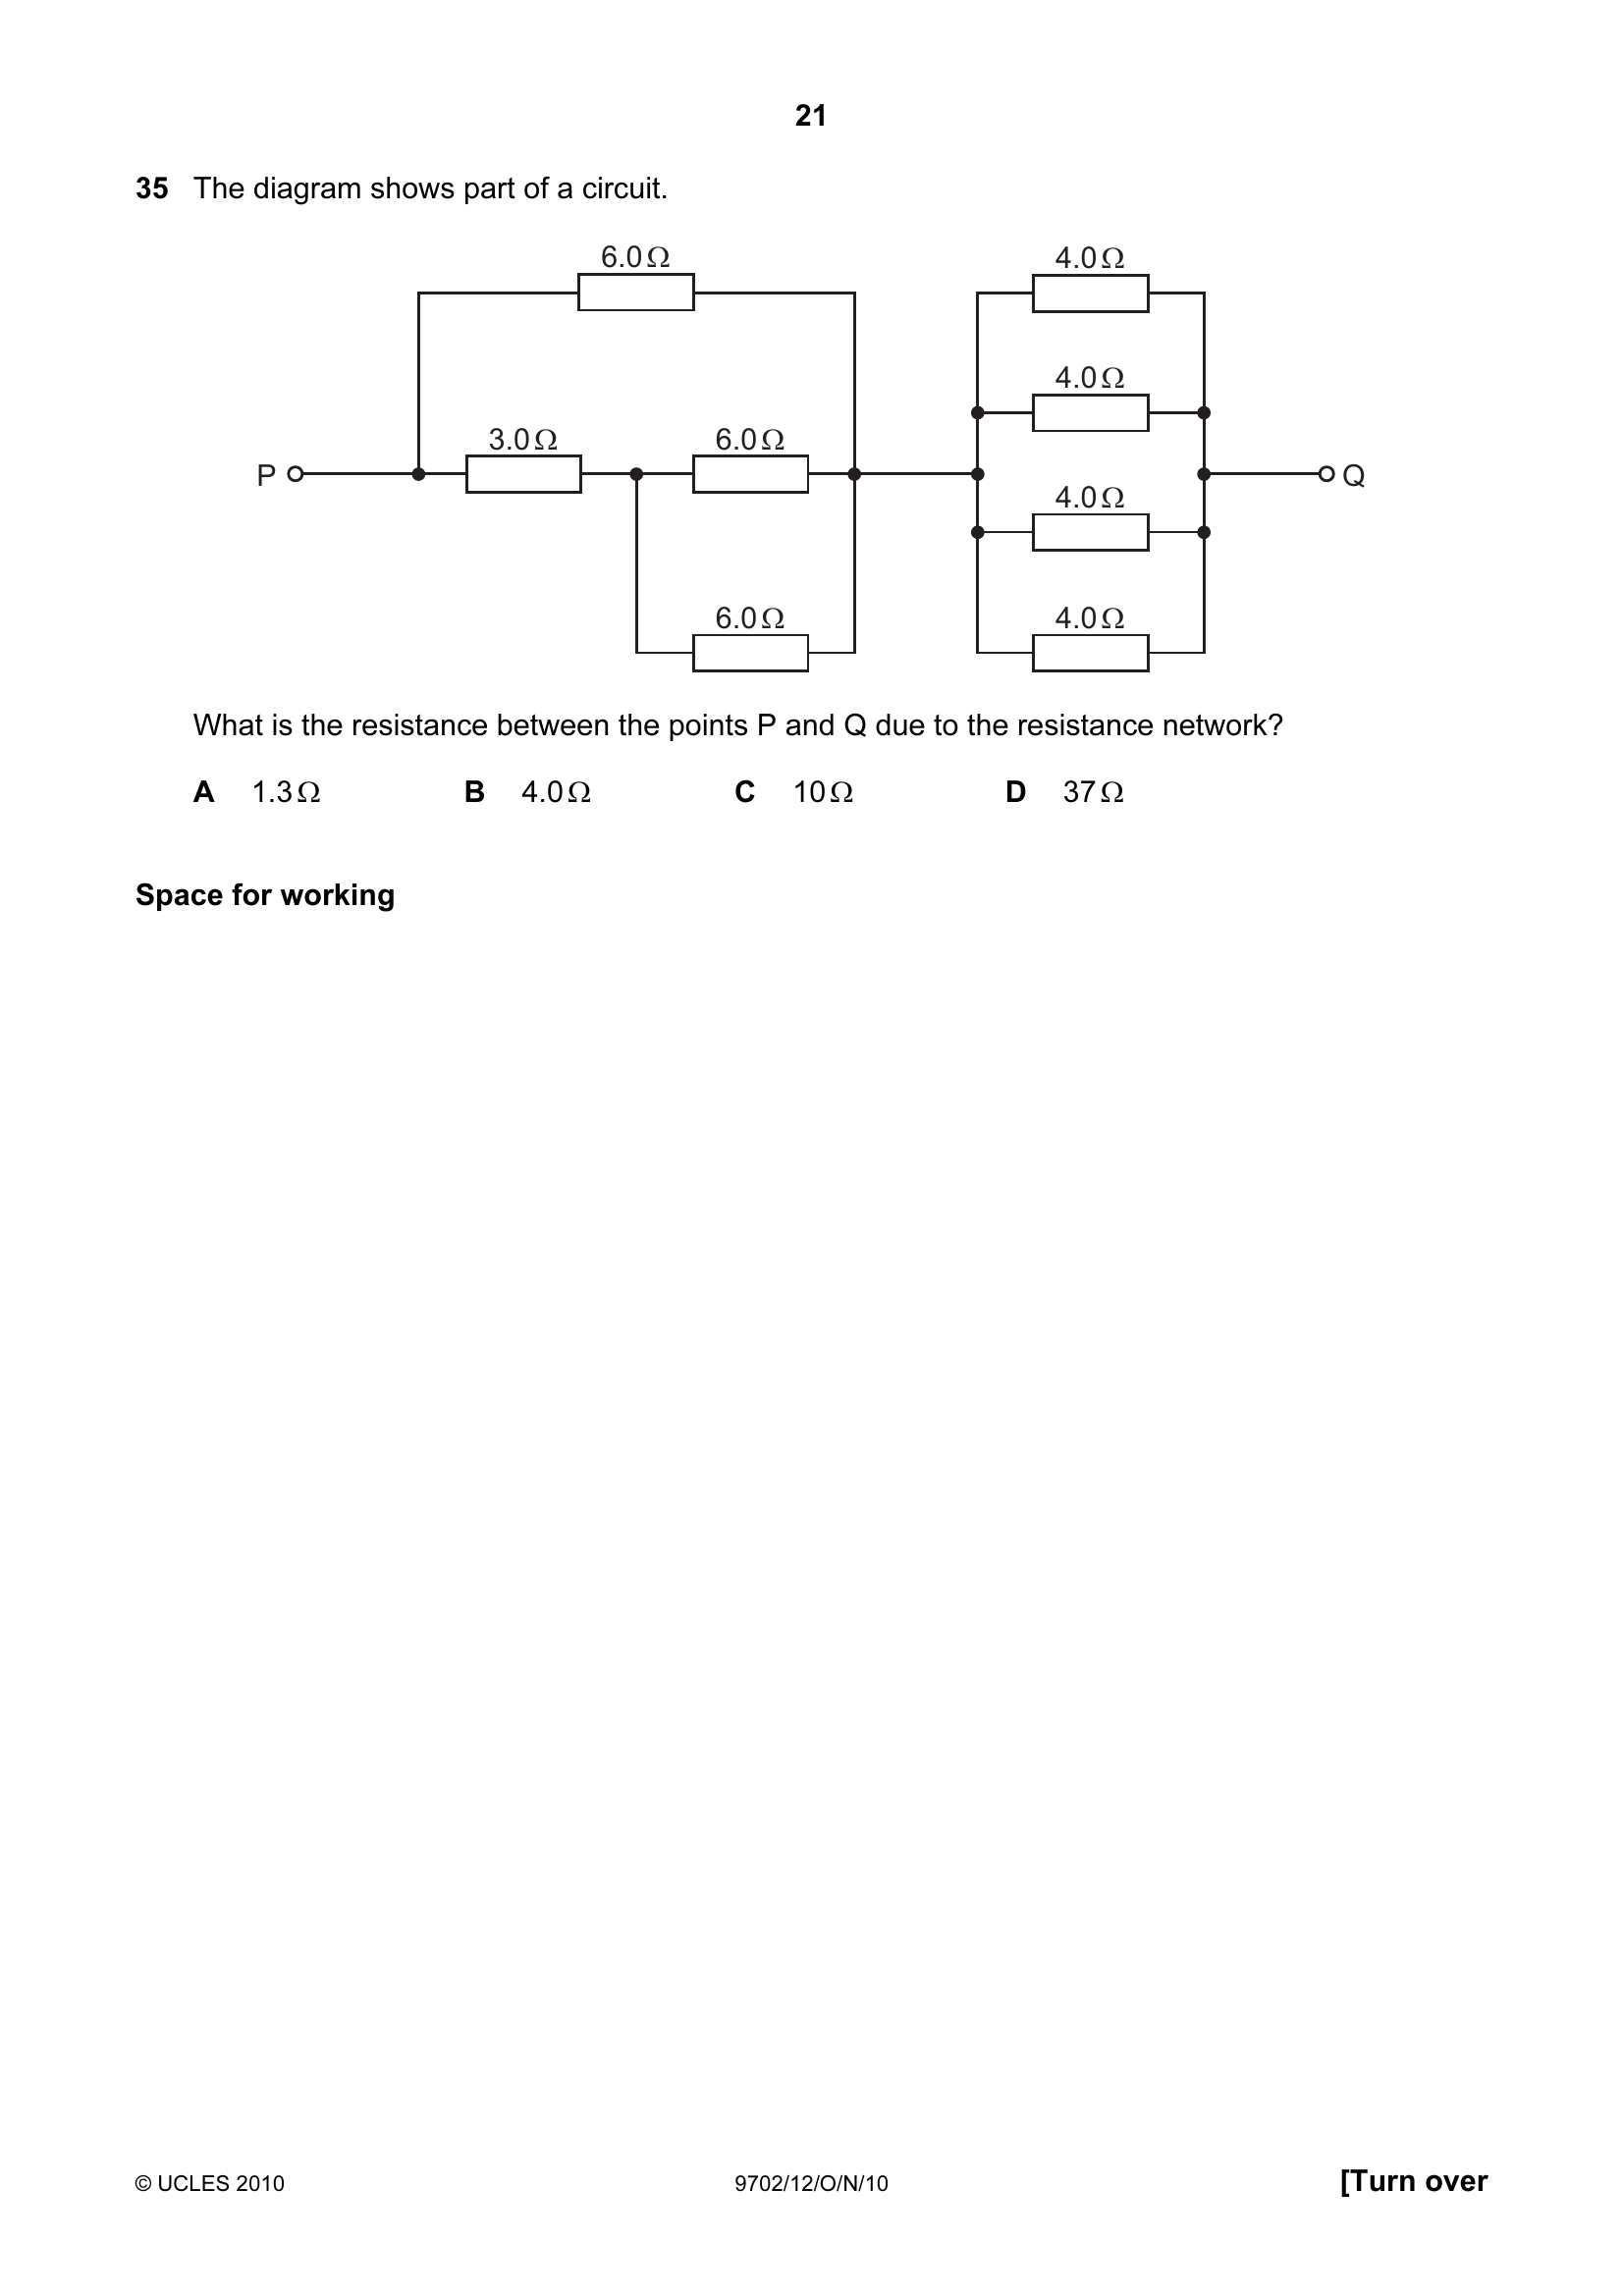 21
35 The diagram shows part of a circuit.
6.0 Ω
4.0 Ω
4.0 Ω
3.0 Ω
6.0 Ω
P
Q
4.0 Ω
6.0 Ω
4.0 Ω
What is the resistance between the points P and Q due to the resistance network?
A 1.3 Ω B 4.0 Ω C 10 Ω D 37 Ω
Space for working
© UCLES 2010 9702/12/O/N/10 [Turn over